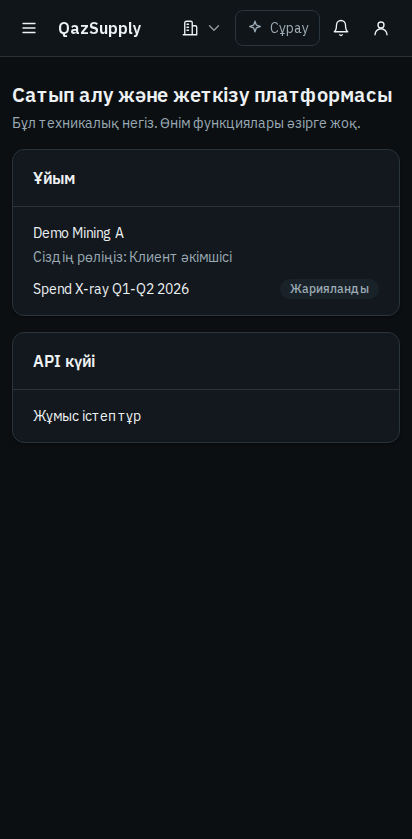 QazSupply
Сұрау
Сатып алу және жеткізу платформасы
Бұл техникалық негіз. Өнім функциялары әзірге жоқ.
Ұйым
Demo Mining A
Сіздің рөліңіз: Клиент әкімшісі
Spend X-ray Q1-Q2 2026
Жарияланды
API күйі
Жұмыс істеп тұр